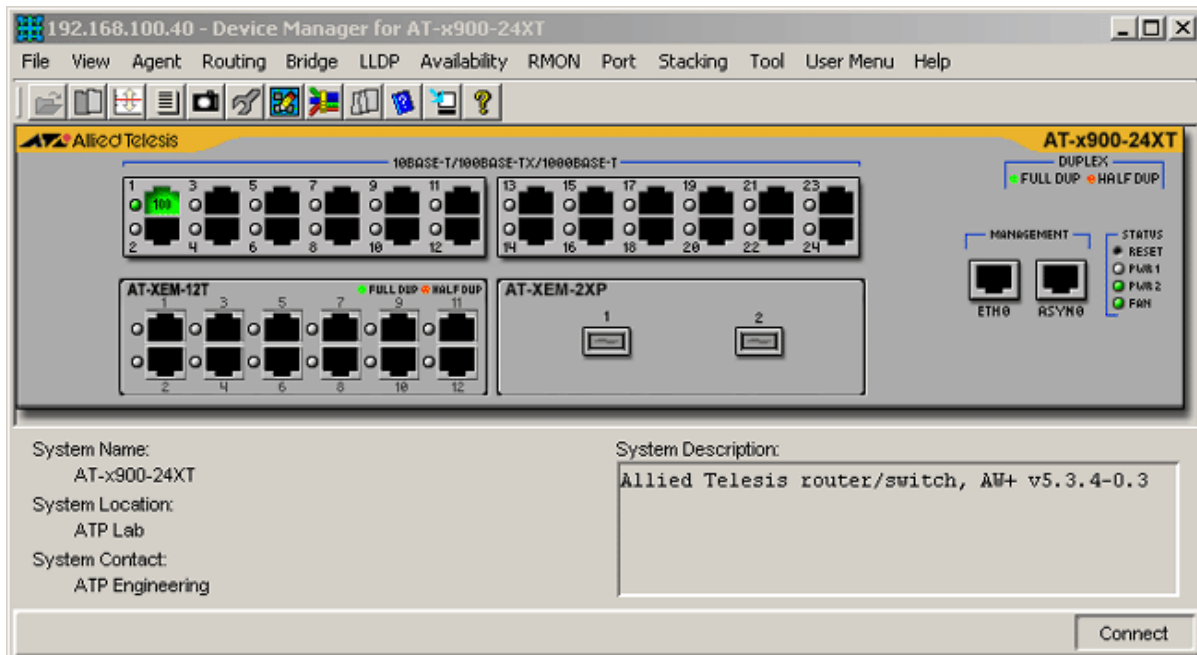 192.168.100.40 - Device Manager for AT-x900-24XT
File View Agent Routing Bridge LLDP Availability RMON Port Stacking Tool User Menu Help
Allied Telesis
AT-x900-24XT
10BASE-T/100BASE-TX/1000BASE-T
DUPLEX
FULL DUP HALF DUP
1 3 5 7 9 11 13 15 17 19 21 23
100
2 4 6 8 10 12 14 16 18 20 22 24
MANAGEMENT
ETH0 ASYN0
STATUS
RESET
PWR1
PWR2
FAN
AT-XEM-12T
FULL DUP HALF DUP
1 3 5 7 9 11
2 4 6 8 10 12
AT-XEM-2XP
1 2
System Name:
AT-x900-24XT
System Location:
ATP Lab
System Contact:
ATP Engineering
System Description:
Allied Telesis router/switch, AW+ v5.3.4-0.3
Connect